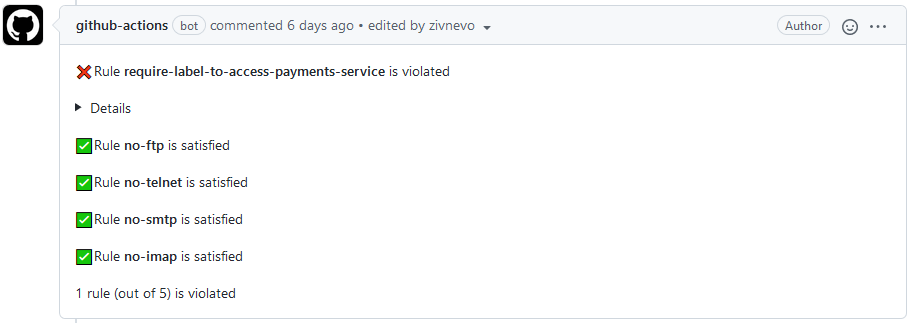 github-actions bot commented 6 days ago • edited by zivnevo Author
Rule require-label-to-access-payments-service is violated
Details
Rule no-ftp is satisfied
Rule no-telnet is satisfied
Rule no-smtp is satisfied
Rule no-imap is satisfied
1 rule (out of 5) is violated